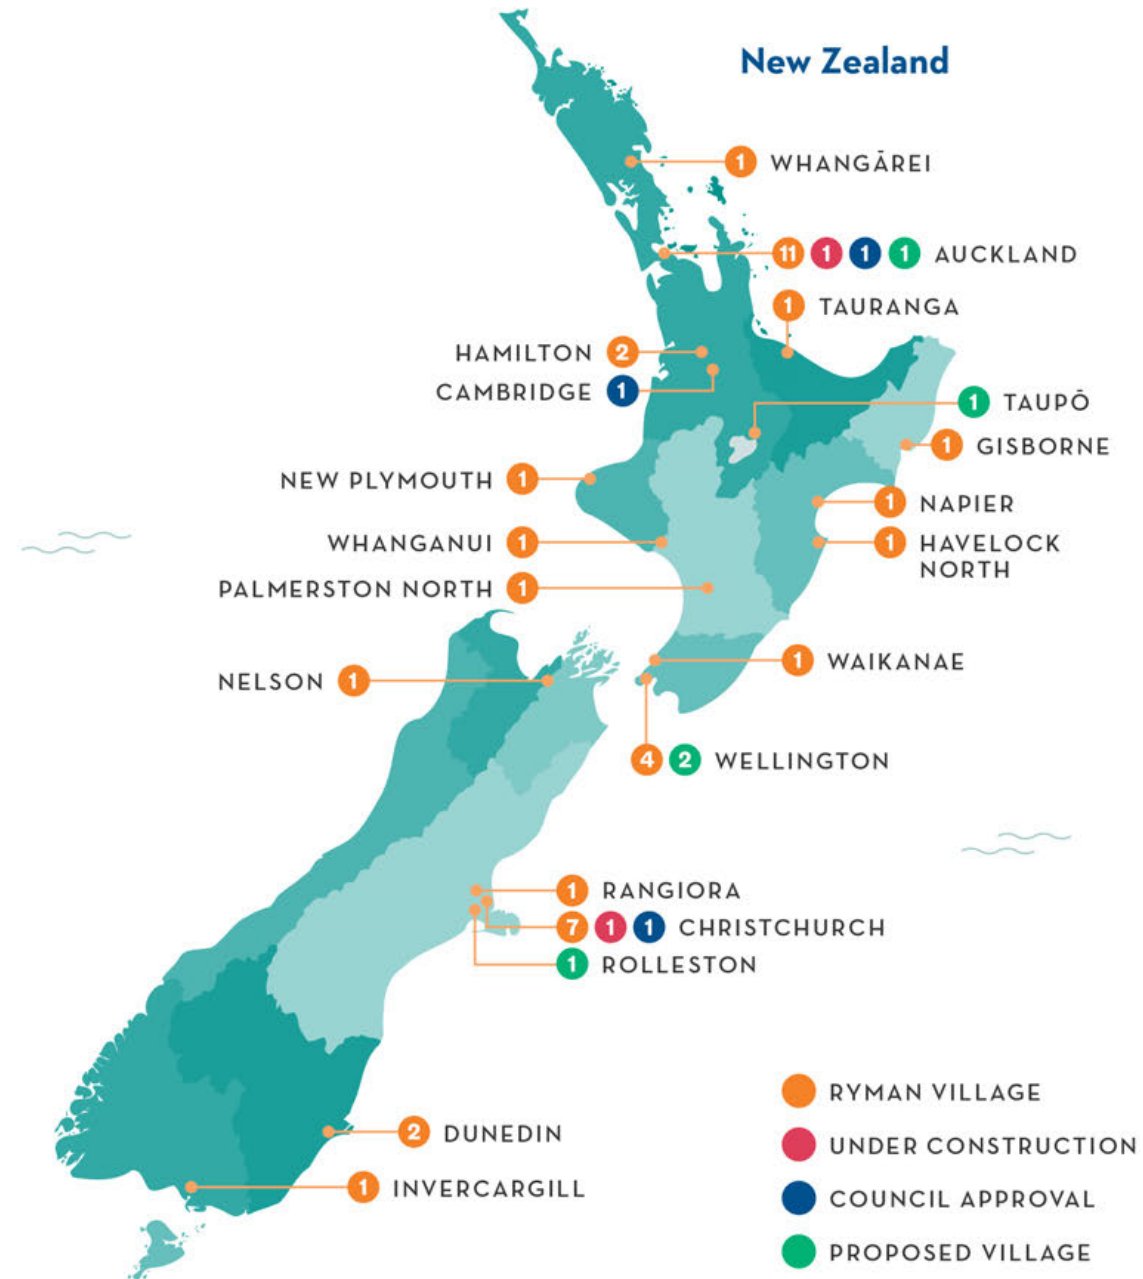 New Zealand
1 WHANGĀREI
11 1 1 1 AUCKLAND
1 TAURANGA
HAMILTON 2
CAMBRIDGE 1
1 TAUPŌ
1 GISBORNE
NEW PLYMOUTH 1
1 NAPIER
WHANGANUI 1
1 HAVELOCK
NORTH
PALMERSTON NORTH 1
1 WAIKANAE
NELSON 1
4 2 WELLINGTON
1 RANGIORA
7 1 1 CHRISTCHURCH
1 ROLLESTON
2 DUNEDIN
1 INVERCARGILL
RYMAN VILLAGE
UNDER CONSTRUCTION
COUNCIL APPROVAL
PROPOSED VILLAGE